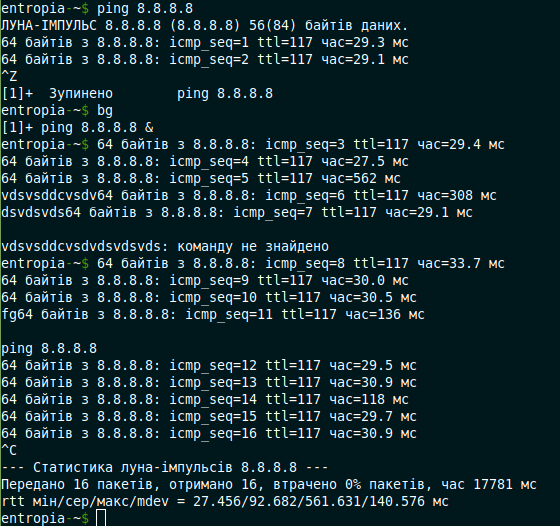 entropia-~$ ping 8.8.8.8
ЛУНА-ІМПУЛЬС 8.8.8.8 (8.8.8.8) 56(84) байтів даних.
64 байтів з 8.8.8.8: icmp_seq=1 ttl=117 час=29.3 мс
64 байтів з 8.8.8.8: icmp_seq=2 ttl=117 час=29.1 мс
^Z
[1]+  Зупинено        ping 8.8.8.8
entropia-~$ bg
[1]+ ping 8.8.8.8 &
entropia-~$ 64 байтів з 8.8.8.8: icmp_seq=3 ttl=117 час=29.4 мс
64 байтів з 8.8.8.8: icmp_seq=4 ttl=117 час=27.5 мс
64 байтів з 8.8.8.8: icmp_seq=5 ttl=117 час=562 мс
vdsvsddcvsdv64 байтів з 8.8.8.8: icmp_seq=6 ttl=117 час=308 мс
dsvdsvds64 байтів з 8.8.8.8: icmp_seq=7 ttl=117 час=29.1 мс

vdsvsddcvsdvdsvdsvds: команду не знайдено
entropia-~$ 64 байтів з 8.8.8.8: icmp_seq=8 ttl=117 час=33.7 мс
64 байтів з 8.8.8.8: icmp_seq=9 ttl=117 час=30.0 мс
64 байтів з 8.8.8.8: icmp_seq=10 ttl=117 час=30.5 мс
fg64 байтів з 8.8.8.8: icmp_seq=11 ttl=117 час=136 мс

ping 8.8.8.8
64 байтів з 8.8.8.8: icmp_seq=12 ttl=117 час=29.5 мс
64 байтів з 8.8.8.8: icmp_seq=13 ttl=117 час=30.9 мс
64 байтів з 8.8.8.8: icmp_seq=14 ttl=117 час=118 мс
64 байтів з 8.8.8.8: icmp_seq=15 ttl=117 час=29.7 мс
64 байтів з 8.8.8.8: icmp_seq=16 ttl=117 час=30.9 мс
^C
--- Статистика луна-імпульсів 8.8.8.8 ---
Передано 16 пакетів, отримано 16, втрачено 0% пакетів, час 17781 мс
rtt мін/сер/макс/mdev = 27.456/92.682/561.631/140.576 мс
entropia-~$